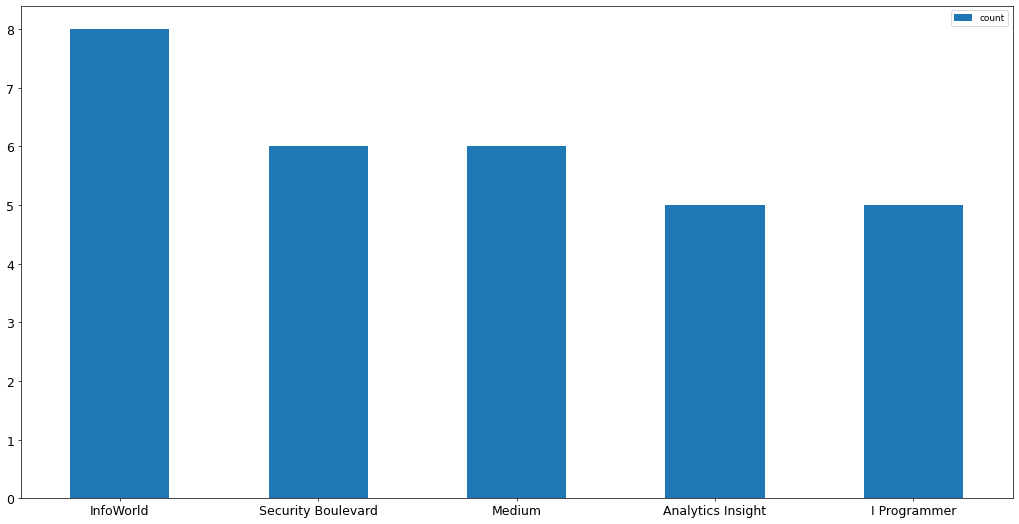 count
8
7
6
5
4
3
2
1
0
InfoWorld
Security Boulevard
Medium
Analytics Insight
I Programmer